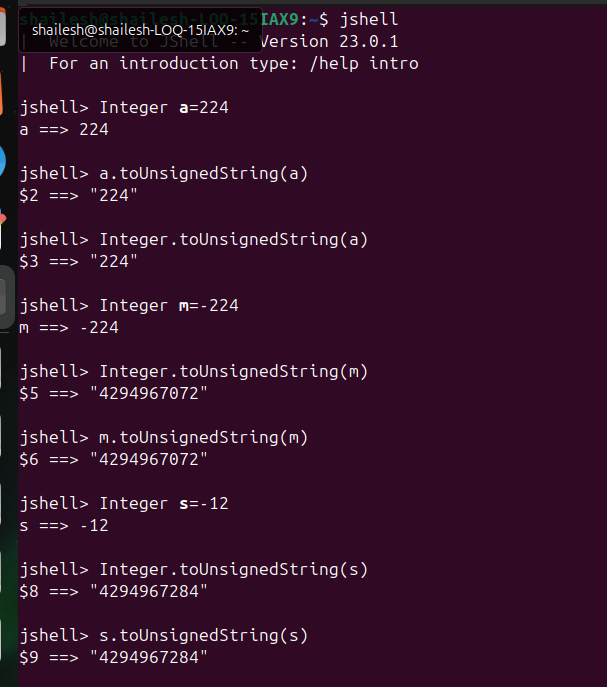 shailesh@shailesh-LOQ-15IAX9:~$ jshell
shailesh@shailesh-LOQ-15IAX9: ~
| Welcome to JShell -- Version 23.0.1
| For an introduction type: /help intro
jshell> Integer a=224
a ==> 224
jshell> a.toUnsignedString(a)
$2 ==> "224"
jshell> Integer.toUnsignedString(a)
$3 ==> "224"
jshell> Integer m=-224
m ==> -224
jshell> Integer.toUnsignedString(m)
$5 ==> "4294967072"
jshell> m.toUnsignedString(m)
$6 ==> "4294967072"
jshell> Integer s=-12
s ==> -12
jshell> Integer.toUnsignedString(s)
$8 ==> "4294967284"
jshell> s.toUnsignedString(s)
$9 ==> "4294967284"